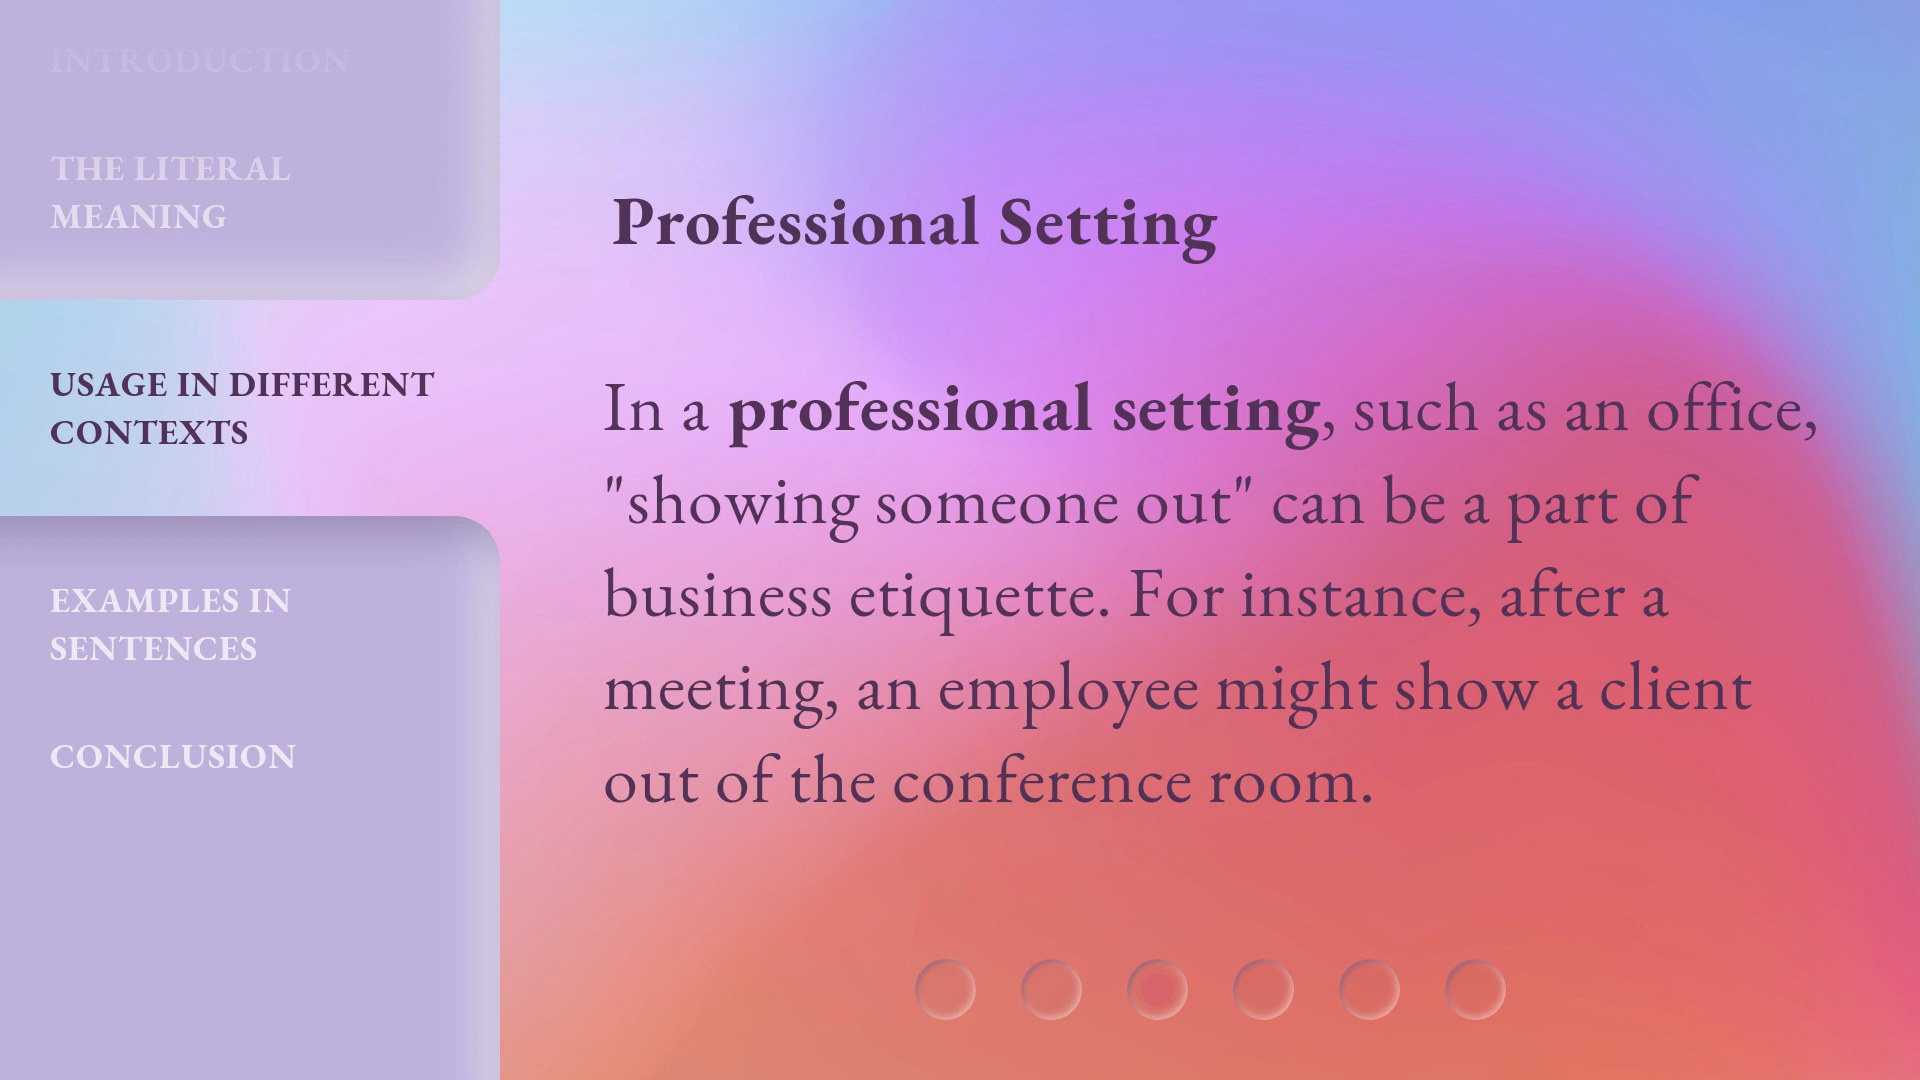 INTRODUCTION
THE LITERAL
MEANING
USAGE IN DIFFERENT
CONTEXTS
EXAMPLES IN
SENTENCES
CONCLUSION
Professional Setting
In a professional setting, such as an office,
"showing someone out" can be a part of
business etiquette. For instance, after a
meeting, an employee might show a client
out of the conference room.